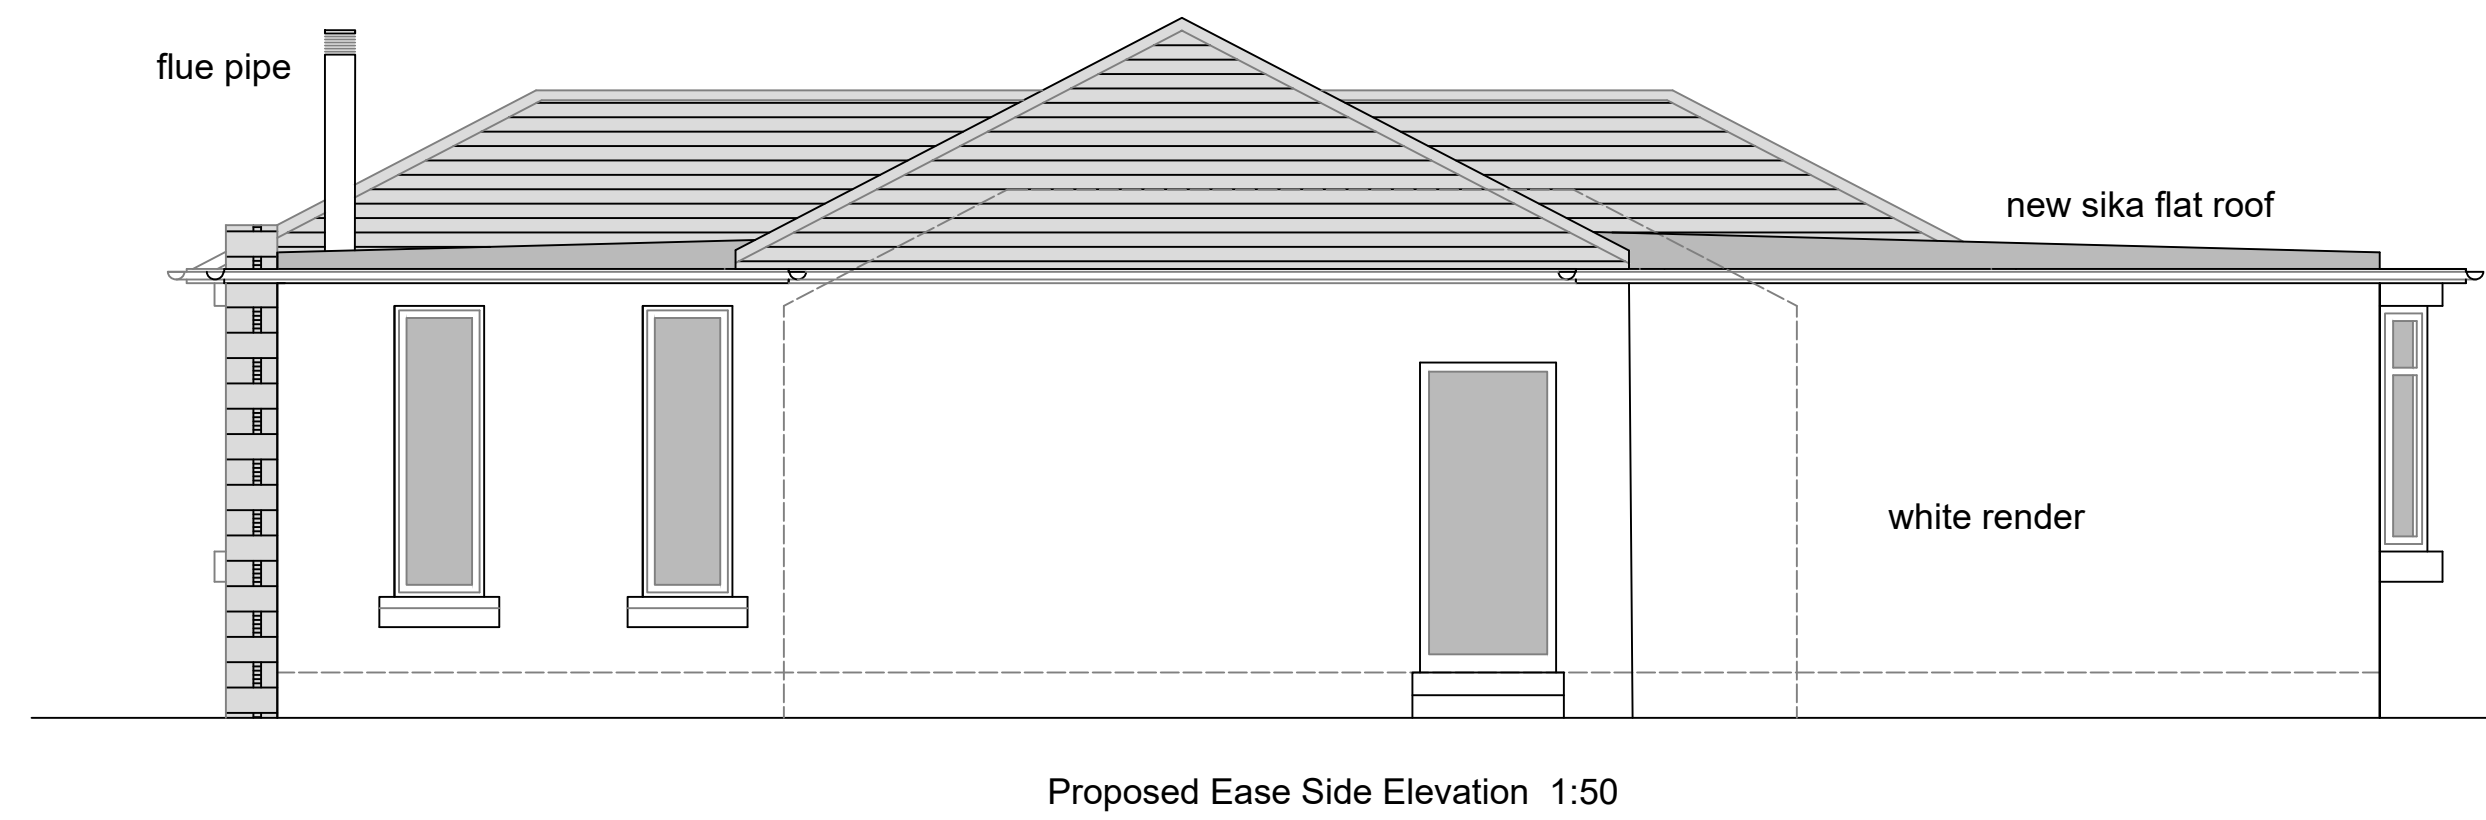 flue pipe
new sika flat roof
white render
Proposed Ease Side Elevation 1:50